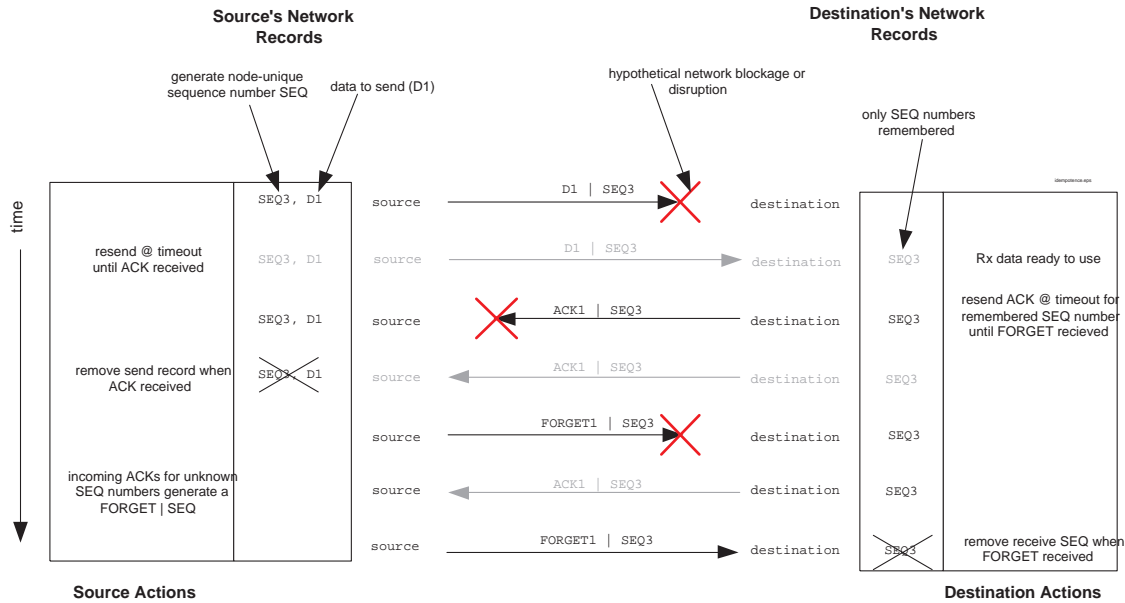 Source's Network
Records
Destination's Network
Records
generate node-unique
sequence number SEQ
data to send (D1)
hypothetical network blockage or
disruption
only SEQ numbers
remembered
idempotence.eps
time
SEQ3, D1
source
D1 | SEQ3
destination
resend @ timeout
until ACK received
SEQ3, D1
source
D1 | SEQ3
destination
SEQ3
Rx data ready to use
SEQ3, D1
source
ACK1 | SEQ3
destination
SEQ3
resend ACK @ timeout for
remembered SEQ number
until FORGET recieved
remove send record when
ACK received
SEQ3, D1
source
ACK1 | SEQ3
destination
SEQ3
source
FORGET1 | SEQ3
destination
SEQ3
incoming ACKs for unknown
SEQ numbers generate a
FORGET | SEQ
source
ACK1 | SEQ3
destination
SEQ3
source
FORGET1 | SEQ3
destination
SEQ3
remove receive SEQ when
FORGET received
Source Actions
Destination Actions